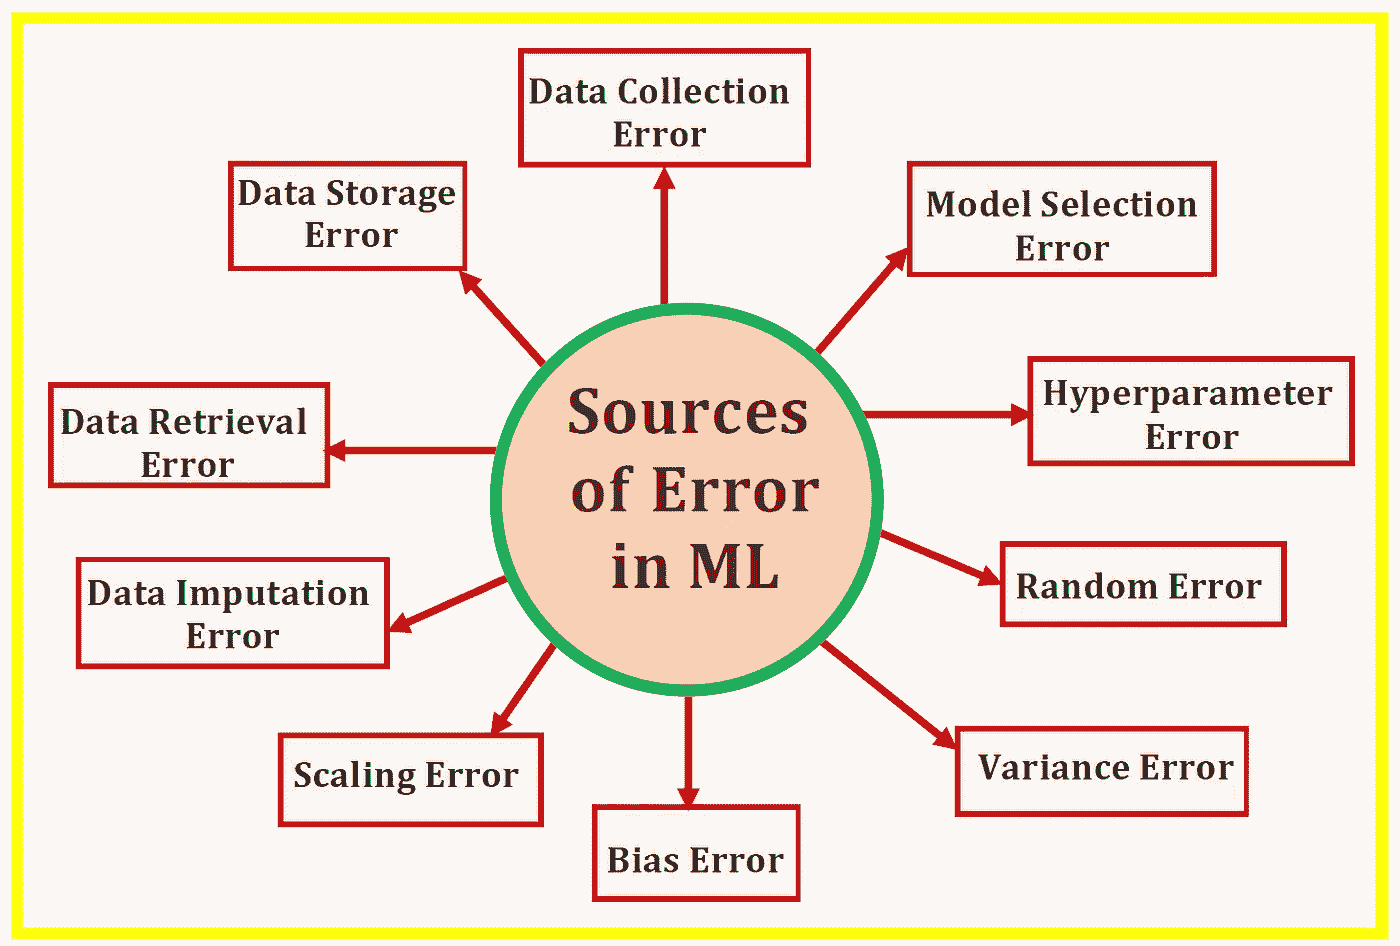 Data Collection
Error
Data Storage
Error
Model Selection
Error
Sources
of Error
in ML
Data Retrieval
Error
Hyperparameter
Error
Data Imputation
Error
Random Error
Scaling Error
Variance Error
Bias Error